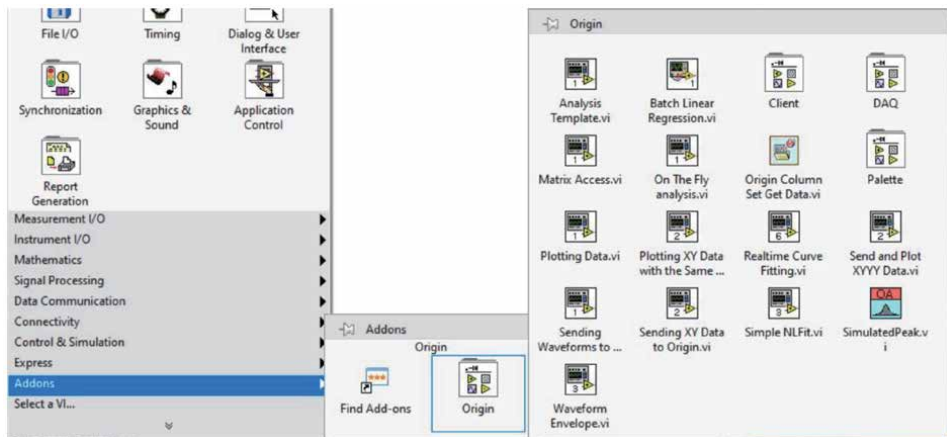 File I/O
Timing
Dialog & User
Interface
Synchronization
Graphics &
Sound
Application
Control
Report
Generation
Measurement I/O
Instrument I/O
Mathematics
Signal Processing
Data Communication
Connectivity
Control & Simulation
Express
Addons
Select a VI...
Addons
Origin
Find Add-ons
Origin
Origin
Analysis
Template.vi
Batch Linear
Regression.vi
Client
DAQ
Matrix Access.vi
On The Fly
analysis.vi
Origin Column
Set Get Data.vi
Palette
Plotting Data.vi
Plotting XY Data
with the Same ...
Realtime Curve
Fitting.vi
Send and Plot
XYYY Data.vi
Sending
Waveforms to ...
Sending XY Data
to Origin.vi
Simple NLFit.vi
SimulatedPeak.v
i
Waveform
Envelope.vi